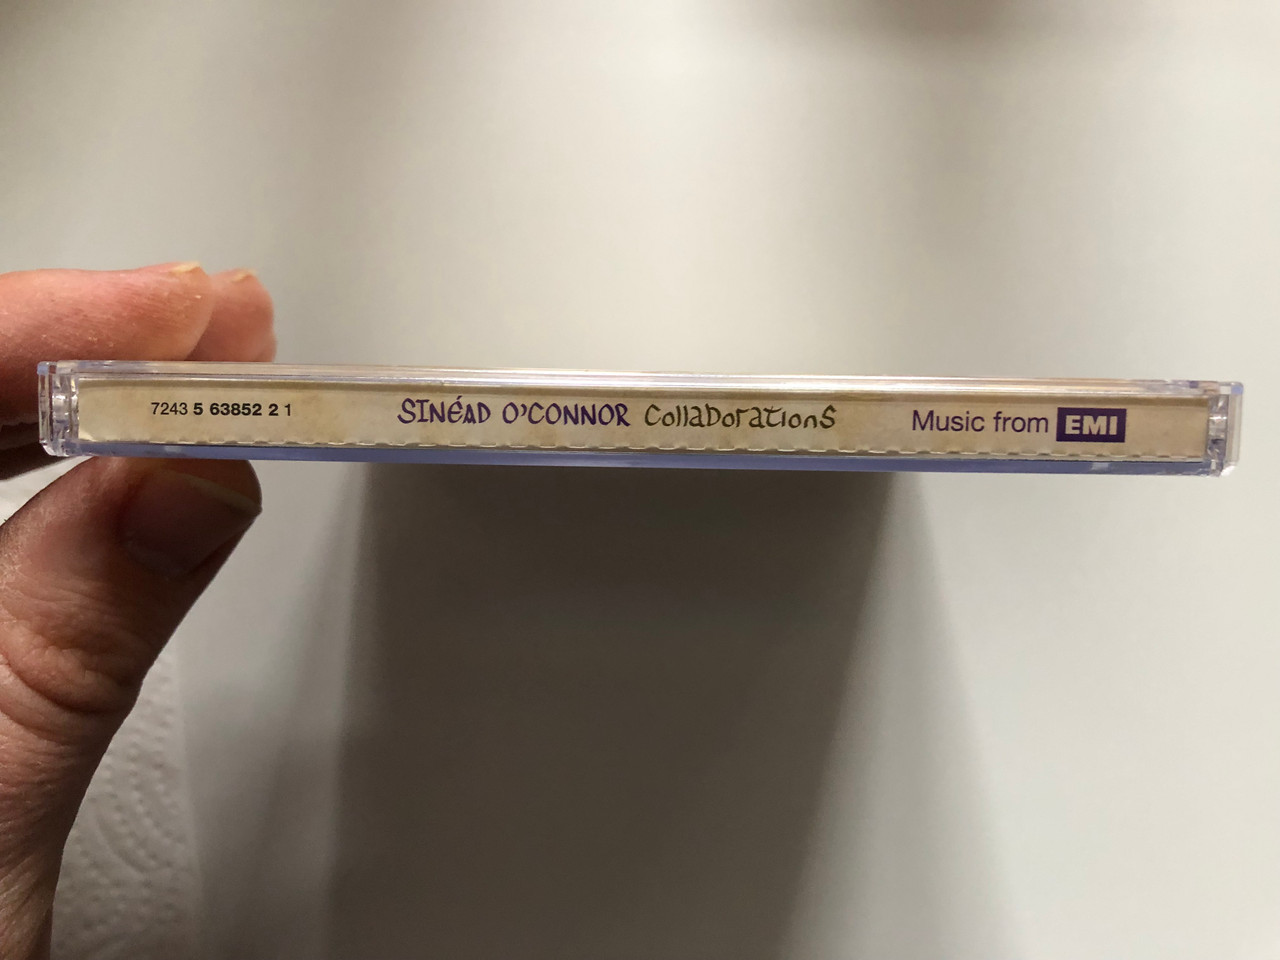 7243 5 63852 2 1 SINéAD O'CONNOR CollaboratIonS Music from EMI